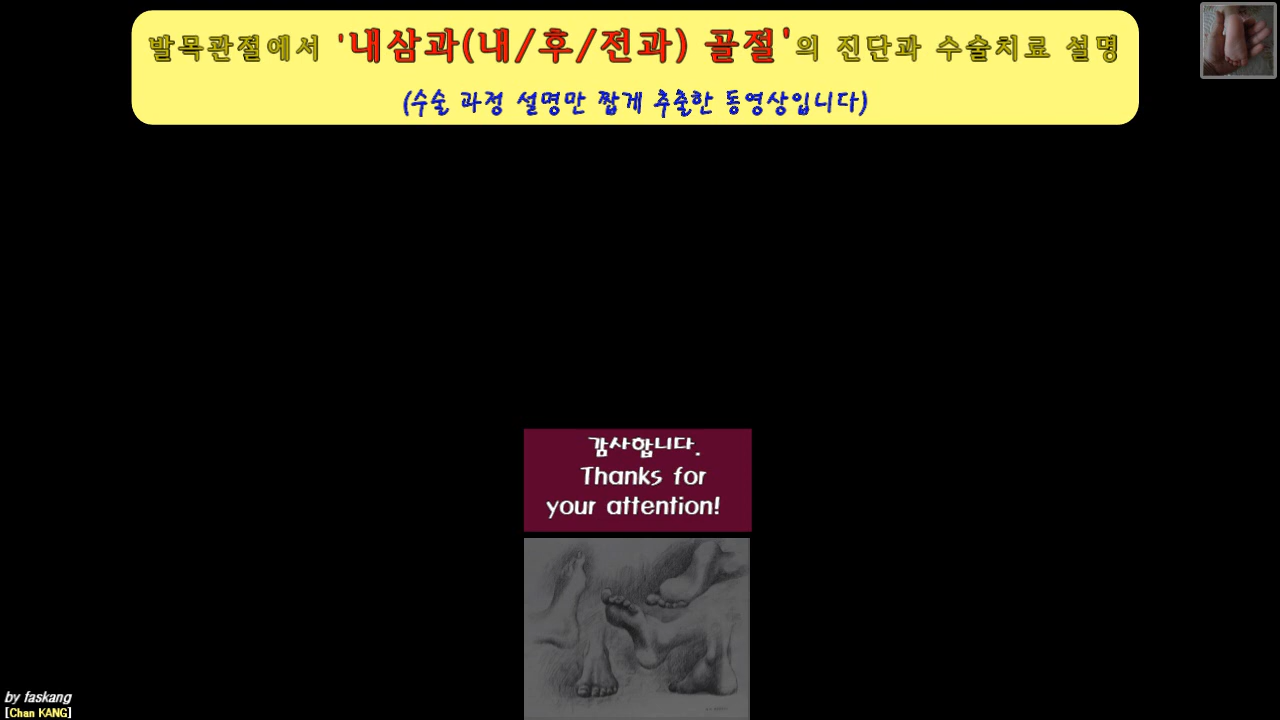 발목관절에서 '내삼과(내/후/전과) 골절'의 진단과 수술치료 설명
(수술 과정 설명만 짧게 추출한 동영상입니다)
감사합니다.
Thanks for
your attention!
by faskang
[Chan KANG]